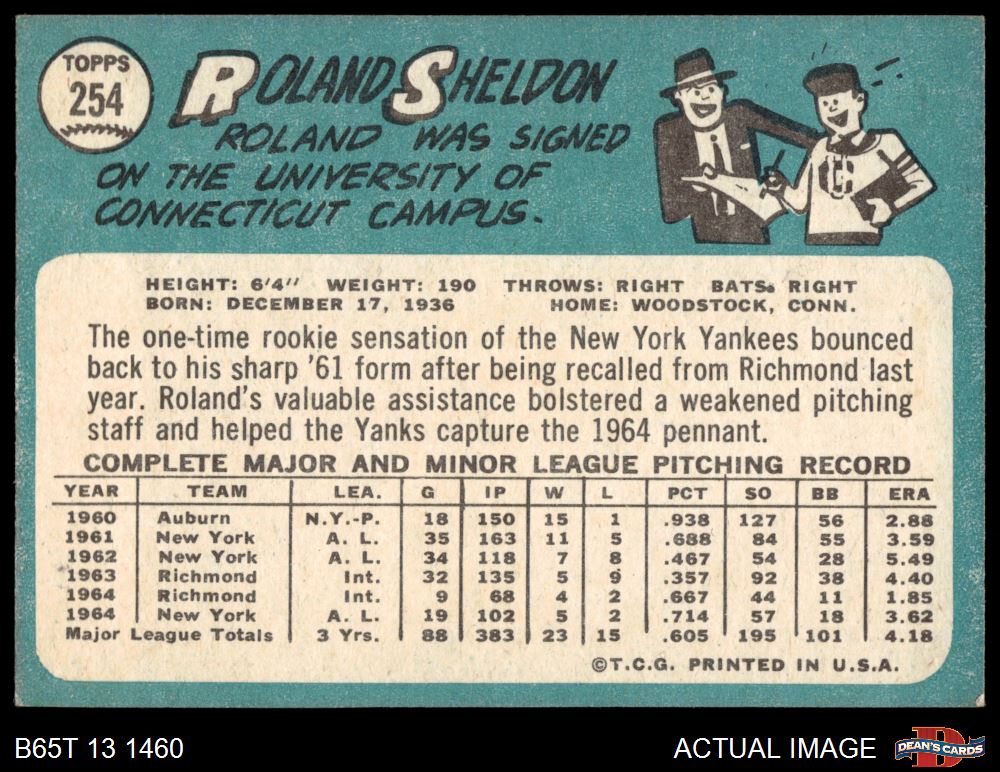 TOPPS
254
ROLAND SHELDON
ROLAND WAS SIGNED
ON THE UNIVERSITY OF
CONNECTICUT CAMPUS.
C
HEIGHT: 6'4" WEIGHT: 190 THROWS: RIGHT BATS: RIGHT
BORN: DECEMBER 17, 1936 HOME: WOODSTOCK, CONN.
The one-time rookie sensation of the New York Yankees bounced
back to his sharp '61 form after being recalled from Richmond last
year. Roland's valuable assistance bolstered a weakened pitching
staff and helped the Yanks capture the 1964 pennant.
COMPLETE MAJOR AND MINOR LEAGUE PITCHING RECORD
YEAR TEAM LEA. G IP W L PCT SO BB ERA
1960 Auburn N.Y.-P. 18 150 15 1 .938 127 56 2.88
1961 New York A. L. 35 163 11 5 .688 84 55 3.59
1962 New York A. L. 34 118 7 8 .467 54 28 5.49
1963 Richmond Int. 32 135 5 9 .357 92 38 4.40
1964 Richmond Int. 9 68 4 2 .667 44 11 1.85
1964 New York A. L. 19 102 5 2 .714 57 18 3.62
Major League Totals 3 Yrs. 88 383 23 15 .605 195 101 4.18
©T.C.G. PRINTED IN U.S.A.
B65T 13 1460 ACTUAL IMAGE D DEAN'S CARDS